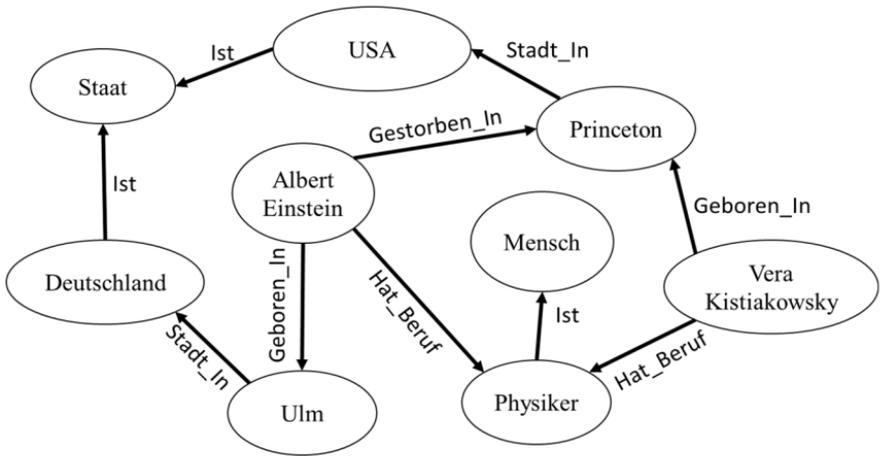 Ist
USA
Stadt_In
Staat
Gestorben_In
Princeton
Ist
Albert
Einstein
Mensch
Geboren_In
Deutschland
Geboren_In
Hat_Beruf
Vera
Kistiakowsky
Stadt_In
Ist
Hat_Beruf
Ulm
Physiker